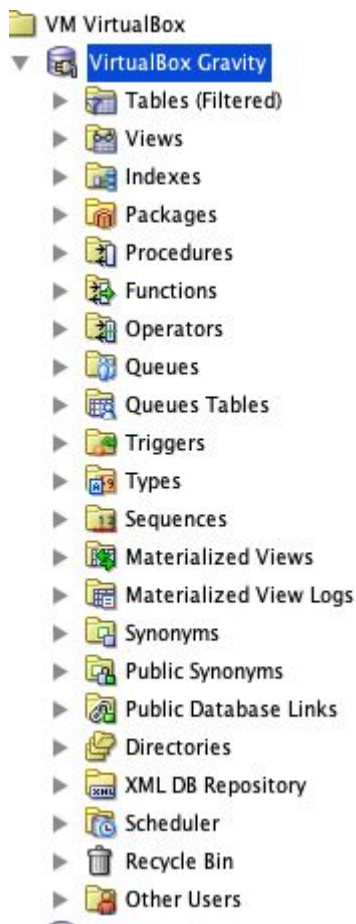 VM VirtualBox
VirtualBox Gravity
Tables (Filtered)
Views
Indexes
Packages
Procedures
Functions
Operators
Queues
Queues Tables
Triggers
Types
Sequences
Materialized Views
Materialized View Logs
Synonyms
Public Synonyms
Public Database Links
Directories
XML DB Repository
Scheduler
Recycle Bin
Other Users